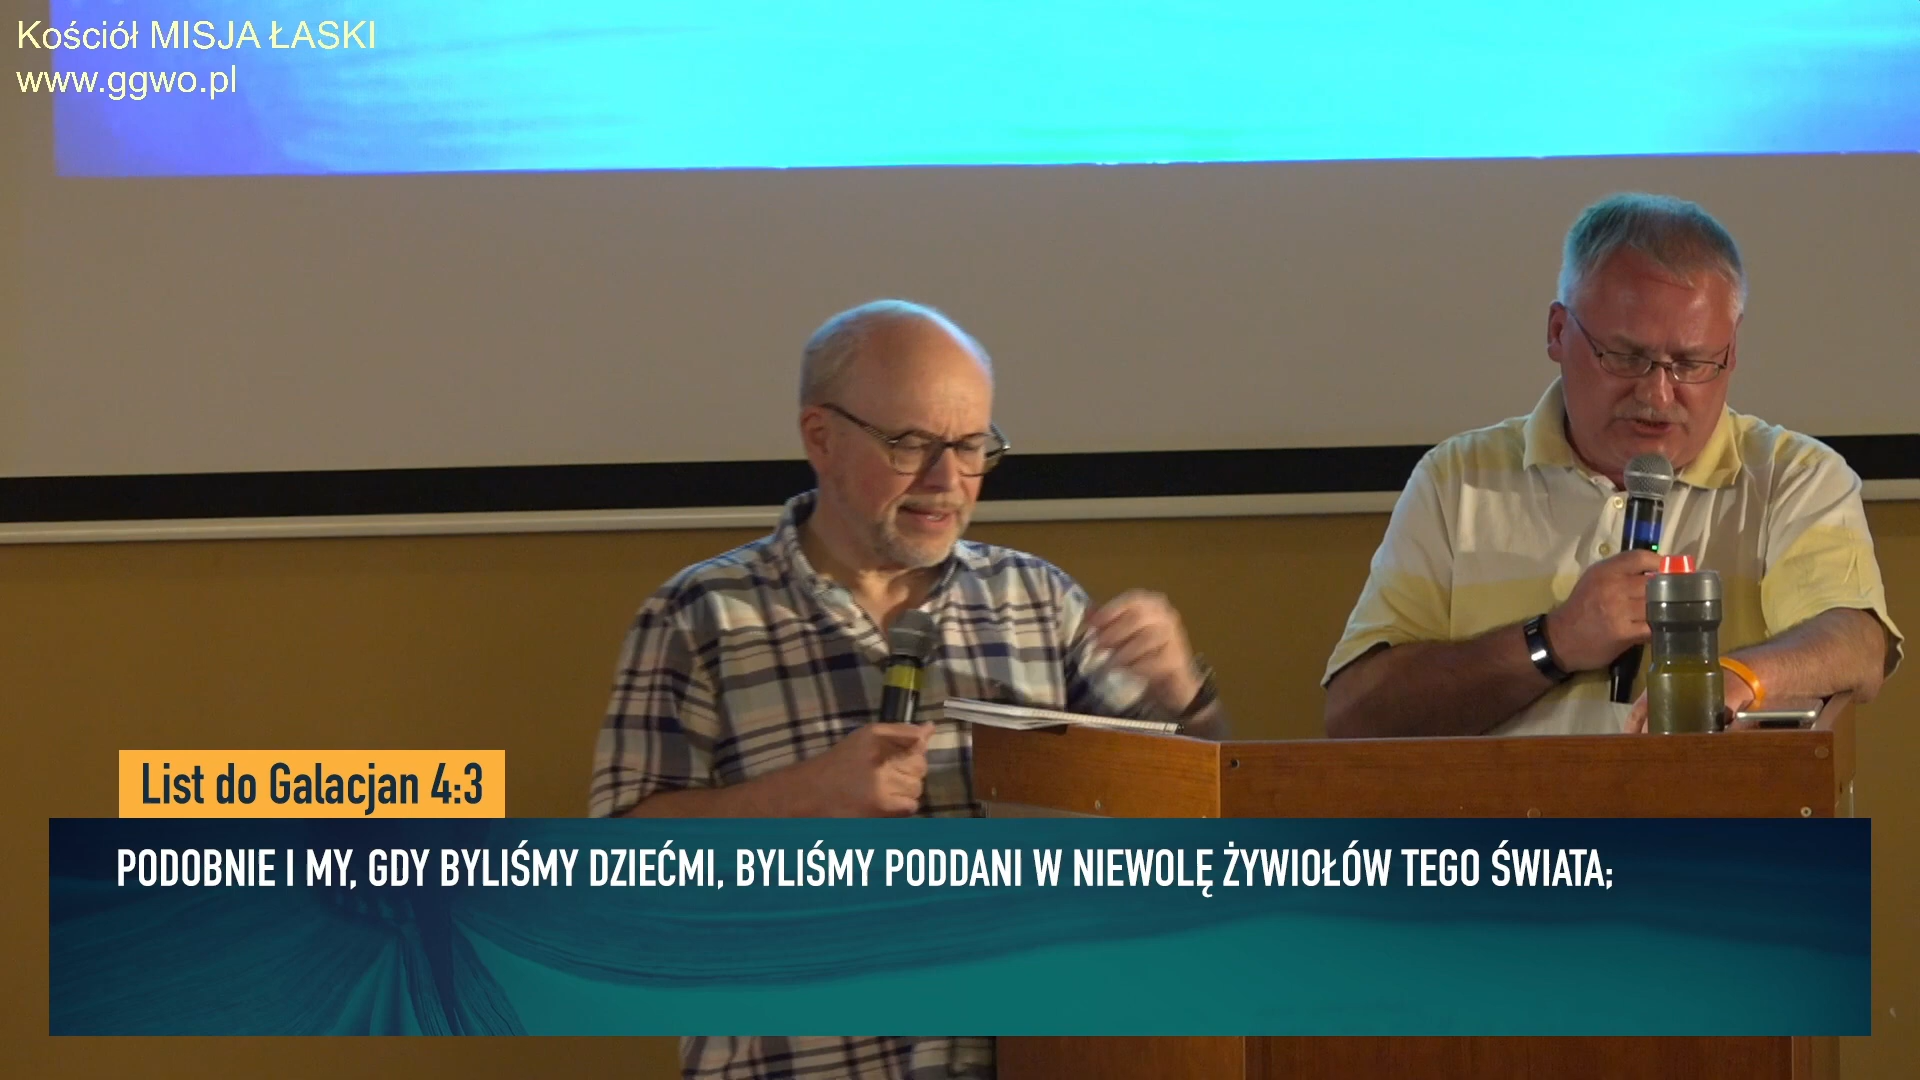 Kościół MISJA ŁASKI
www.ggwo.pl
List do Galacjan 4:3
PODOBNIE I MY, GDY BYLIŚMY DZIEĆMI, BYLIŚMY PODDANI W NIEWOLĘ ŻYWIOŁÓW TEGO ŚWIATA;